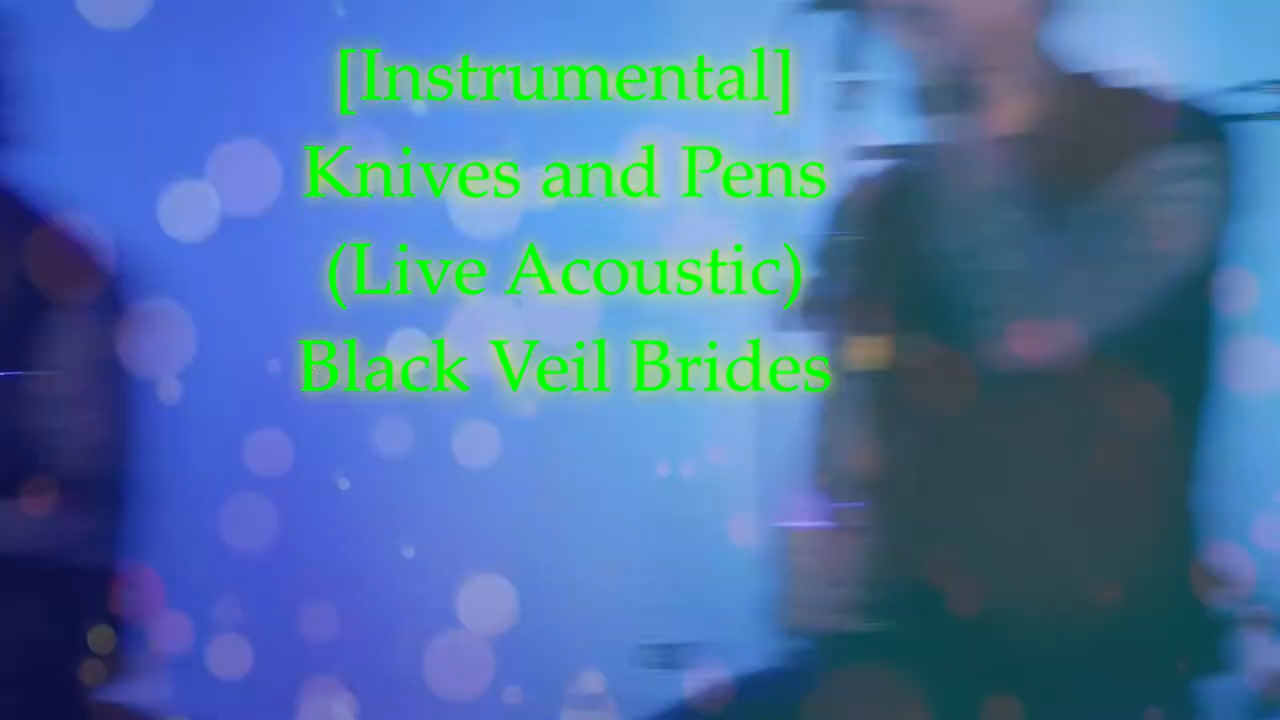 [Instrumental]
Knives and Pens
(Live Acoustic)
Black Veil Brides